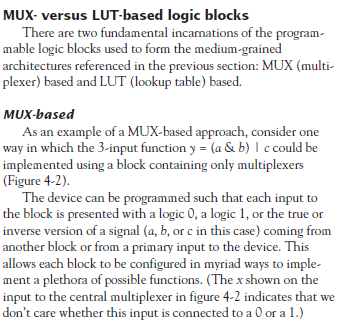 MUX- versus LUT-based logic blocks
There are two fundamental incarnations of the program-
mable logic blocks used to form the medium-grained
architectures referenced in the previous section: MUX (multi-
plexer) based and LUT (lookup table) based.
MUX-based
As an example of a MUX-based approach, consider one
way in which the 3-input function y = (a & b) | c could be
implemented using a block containing only multiplexers
(Figure 4-2).
The device can be programmed such that each input to
the block is presented with a logic 0, a logic 1, or the true or
inverse version of a signal (a, b, or c in this case) coming from
another block or from a primary input to the device. This
allows each block to be configured in myriad ways to imple-
ment a plethora of possible functions. (The x shown on the
input to the central multiplexer in figure 4-2 indicates that we
don't care whether this input is connected to a 0 or a 1.)